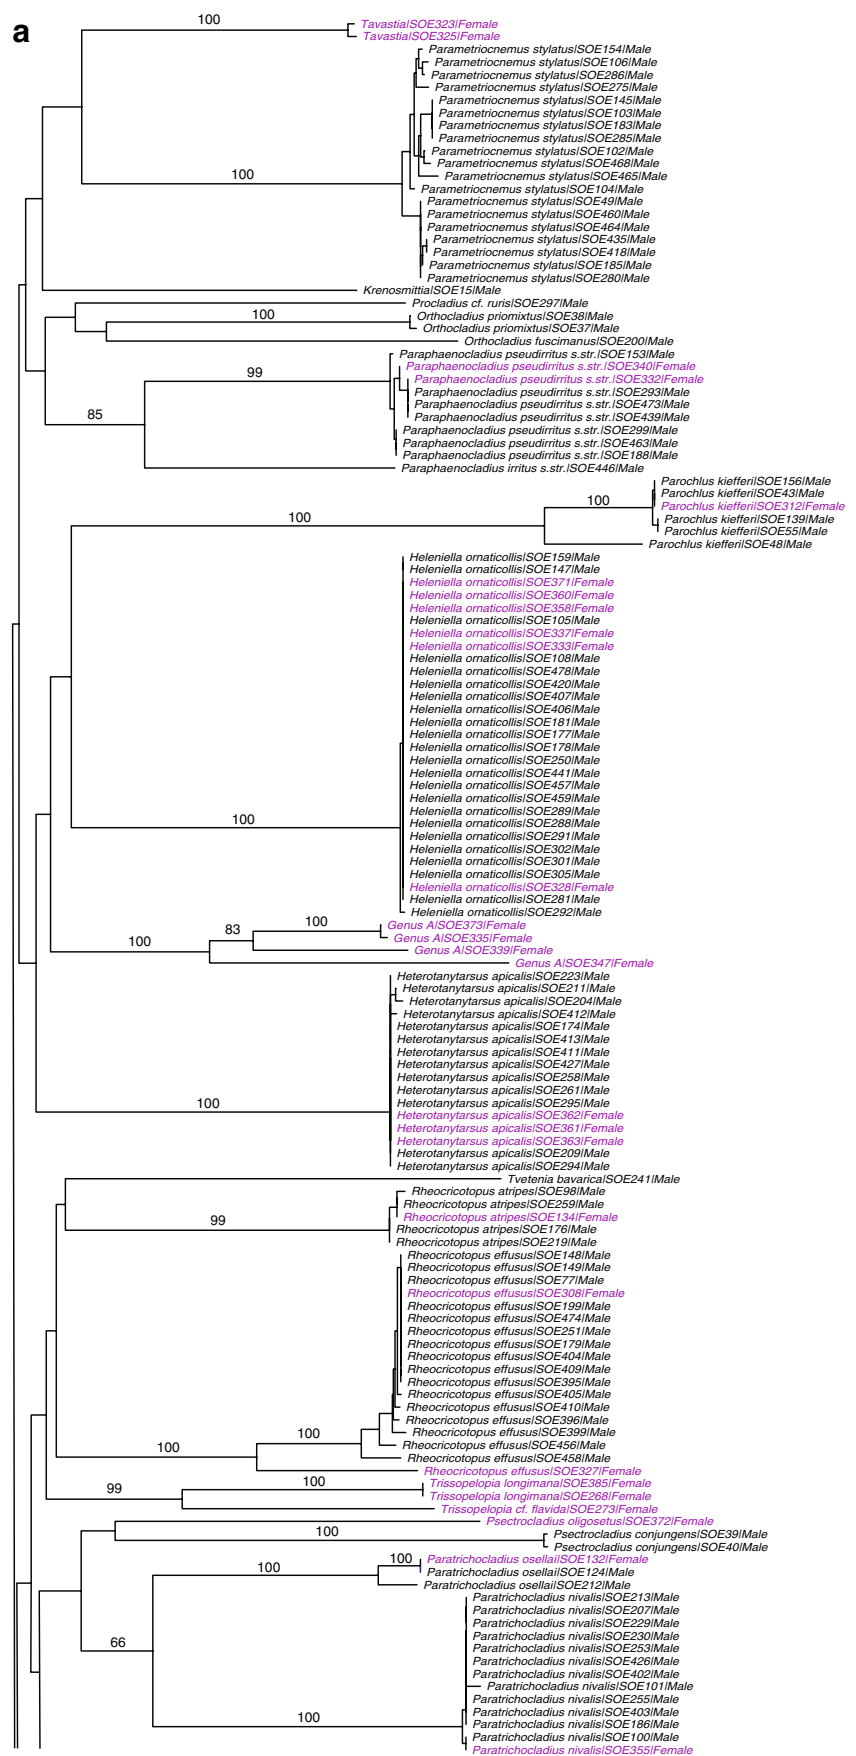 a
100
Tavastia|SOE323|Female
Tavastia|SOE325|Female
Parametriocnemus stylatus|SOE154|Male
Parametriocnemus stylatus|SOE106|Male
Parametriocnemus stylatus|SOE286|Male
Parametriocnemus stylatus|SOE275|Male
Parametriocnemus stylatus|SOE145|Male
Parametriocnemus stylatus|SOE103|Male
Parametriocnemus stylatus|SOE183|Male
Parametriocnemus stylatus|SOE285|Male
Parametriocnemus stylatus|SOE102|Male
Parametriocnemus stylatus|SOE468|Male
100
Parametriocnemus stylatus|SOE465|Male
Parametriocnemus stylatus|SOE104|Male
Parametriocnemus stylatus|SOE49|Male
Parametriocnemus stylatus|SOE460|Male
Parametriocnemus stylatus|SOE464|Male
Parametriocnemus stylatus|SOE435|Male
Parametriocnemus stylatus|SOE418|Male
Parametriocnemus stylatus|SOE185|Male
Parametriocnemus stylatus|SOE280|Male
Krenosmittia|SOE15|Male
Procladius cf. ruris|SOE297|Male
100
Orthocladius priomixtus|SOE38|Male
Orthocladius priomixtus|SOE37|Male
Orthocladius fuscimanus|SOE200|Male
Paraphaenocladius pseudirritus s.str.|SOE153|Male
Paraphaenocladius pseudirritus s.str.|SOE340|Female
99
Paraphaenocladius pseudirritus s.str.|SOE332|Female
Paraphaenocladius pseudirritus s.str.|SOE293|Male
Paraphaenocladius pseudirritus s.str.|SOE473|Male
85
Paraphaenocladius pseudirritus s.str.|SOE439|Male
Paraphaenocladius pseudirritus s.str.|SOE299|Male
Paraphaenocladius pseudirritus s.str.|SOE463|Male
Paraphaenocladius pseudirritus s.str.|SOE188|Male
Paraphaenocladius irritus s.str.|SOE446|Male
Parochlus kiefferi|SOE156|Male
Parochlus kiefferi|SOE43|Male
100
Parochlus kiefferi|SOE312|Female
100
Parochlus kiefferi|SOE139|Male
Parochlus kiefferi|SOE55|Male
Parochlus kiefferi|SOE48|Male
Heleniella ornaticollis|SOE159|Male
Heleniella ornaticollis|SOE147|Male
Heleniella ornaticollis|SOE371|Female
Heleniella ornaticollis|SOE360|Female
Heleniella ornaticollis|SOE358|Female
Heleniella ornaticollis|SOE105|Male
Heleniella ornaticollis|SOE337|Female
Heleniella ornaticollis|SOE333|Female
Heleniella ornaticollis|SOE108|Male
Heleniella ornaticollis|SOE478|Male
Heleniella ornaticollis|SOE420|Male
Heleniella ornaticollis|SOE407|Male
Heleniella ornaticollis|SOE406|Male
Heleniella ornaticollis|SOE181|Male
Heleniella ornaticollis|SOE177|Male
Heleniella ornaticollis|SOE178|Male
Heleniella ornaticollis|SOE250|Male
Heleniella ornaticollis|SOE441|Male
Heleniella ornaticollis|SOE457|Male
Heleniella ornaticollis|SOE459|Male
Heleniella ornaticollis|SOE289|Male
100
Heleniella ornaticollis|SOE288|Male
Heleniella ornaticollis|SOE291|Male
Heleniella ornaticollis|SOE302|Male
Heleniella ornaticollis|SOE301|Male
Heleniella ornaticollis|SOE305|Male
Heleniella ornaticollis|SOE328|Female
Heleniella ornaticollis|SOE281|Male
Heleniella ornaticollis|SOE292|Male
100
Genus A|SOE373|Female
83
Genus A|SOE335|Female
100
Genus A|SOE339|Female
Genus A|SOE347|Female
Heterotanytarsus apicalis|SOE223|Male
Heterotanytarsus apicalis|SOE211|Male
Heterotanytarsus apicalis|SOE204|Male
Heterotanytarsus apicalis|SOE412|Male
Heterotanytarsus apicalis|SOE174|Male
Heterotanytarsus apicalis|SOE413|Male
Heterotanytarsus apicalis|SOE411|Male
Heterotanytarsus apicalis|SOE427|Male
Heterotanytarsus apicalis|SOE258|Male
Heterotanytarsus apicalis|SOE261|Male
100
Heterotanytarsus apicalis|SOE295|Male
Heterotanytarsus apicalis|SOE362|Female
Heterotanytarsus apicalis|SOE361|Female
Heterotanytarsus apicalis|SOE363|Female
Heterotanytarsus apicalis|SOE209|Male
Heterotanytarsus apicalis|SOE294|Male
Tvetenia bavarica|SOE241|Male
Rheocricotopus atripes|SOE98|Male
Rheocricotopus atripes|SOE259|Male
99
Rheocricotopus atripes|SOE134|Female
Rheocricotopus atripes|SOE176|Male
Rheocricotopus atripes|SOE219|Male
Rheocricotopus effusus|SOE148|Male
Rheocricotopus effusus|SOE149|Male
Rheocricotopus effusus|SOE77|Male
Rheocricotopus effusus|SOE308|Female
Rheocricotopus effusus|SOE199|Male
Rheocricotopus effusus|SOE474|Male
Rheocricotopus effusus|SOE251|Male
Rheocricotopus effusus|SOE179|Male
Rheocricotopus effusus|SOE404|Male
Rheocricotopus effusus|SOE409|Male
Rheocricotopus effusus|SOE395|Male
Rheocricotopus effusus|SOE405|Male
Rheocricotopus effusus|SOE410|Male
Rheocricotopus effusus|SOE396|Male
Rheocricotopus effusus|SOE399|Male
100
Rheocricotopus effusus|SOE456|Male
100
Rheocricotopus effusus|SOE458|Male
Rheocricotopus effusus|SOE327|Female
100
Trissopelopia longimana|SOE385|Female
99
Trissopelopia longimana|SOE268|Female
Trissopelopia cf. flavida|SOE273|Female
Psectrocladius oligosetus|SOE372|Female
100
Psectrocladius conjungens|SOE39|Male
Psectrocladius conjungens|SOE40|Male
100
Paratrichocladius osellai|SOE132|Female
100
Paratrichocladius osellai|SOE124|Male
Paratrichocladius osellai|SOE212|Male
Paratrichocladius nivalis|SOE213|Male
Paratrichocladius nivalis|SOE207|Male
Paratrichocladius nivalis|SOE229|Male
Paratrichocladius nivalis|SOE230|Male
66
Paratrichocladius nivalis|SOE253|Male
Paratrichocladius nivalis|SOE426|Male
Paratrichocladius nivalis|SOE402|Male
Paratrichocladius nivalis|SOE101|Male
Paratrichocladius nivalis|SOE255|Male
Paratrichocladius nivalis|SOE403|Male
100
Paratrichocladius nivalis|SOE186|Male
Paratrichocladius nivalis|SOE100|Male
Paratrichocladius nivalis|SOE355|Female